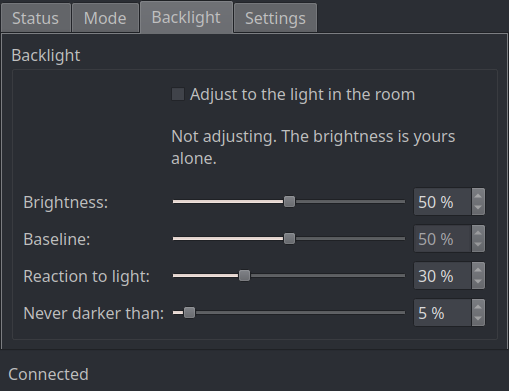 Status Mode Backlight Settings
Backlight
Adjust to the light in the room
Not adjusting. The brightness is yours
alone.
Brightness: 50 %
Baseline: 50 %
Reaction to light: 30 %
Never darker than: 5 %
Connected